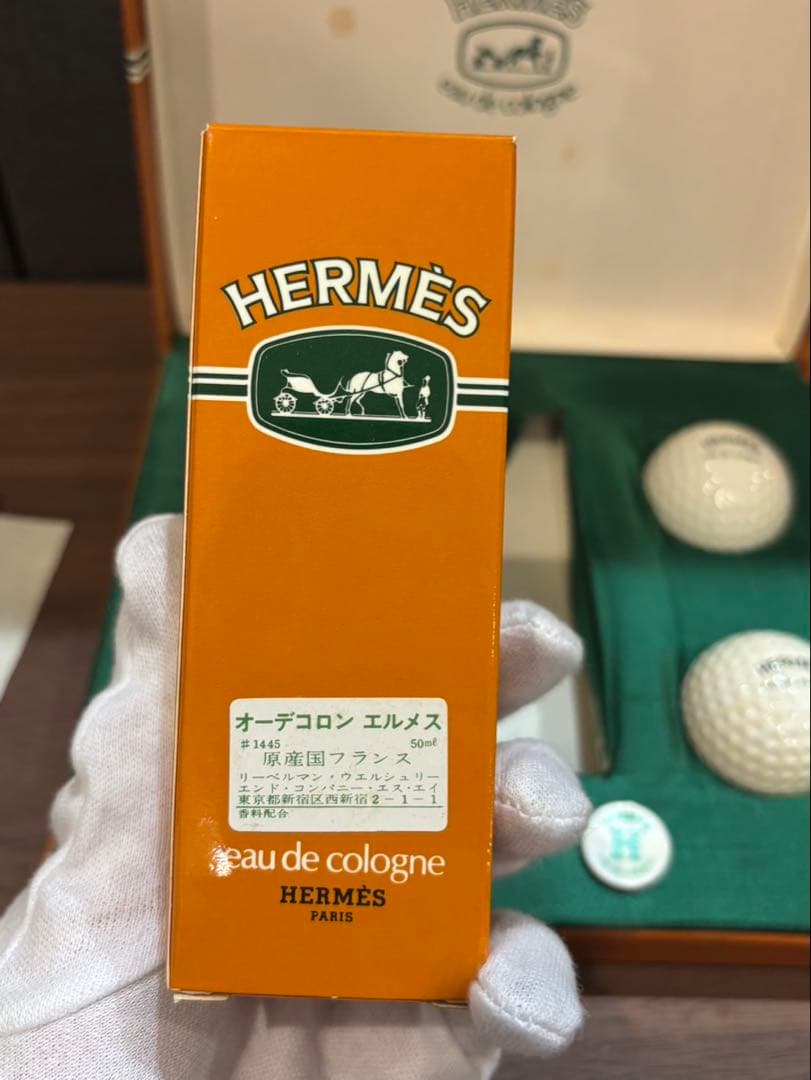 HERMÈS
eau de cologne
HERMÈS
オーデコロン エルメス
#1445 50ml
原産国フランス
リーベルマン・ウエルシュリー
エンド・コンパニー・エス・エイ
東京都新宿区西新宿2-1-1
香料配合
eau de cologne
HERMÈS
PARIS
HERMÈS